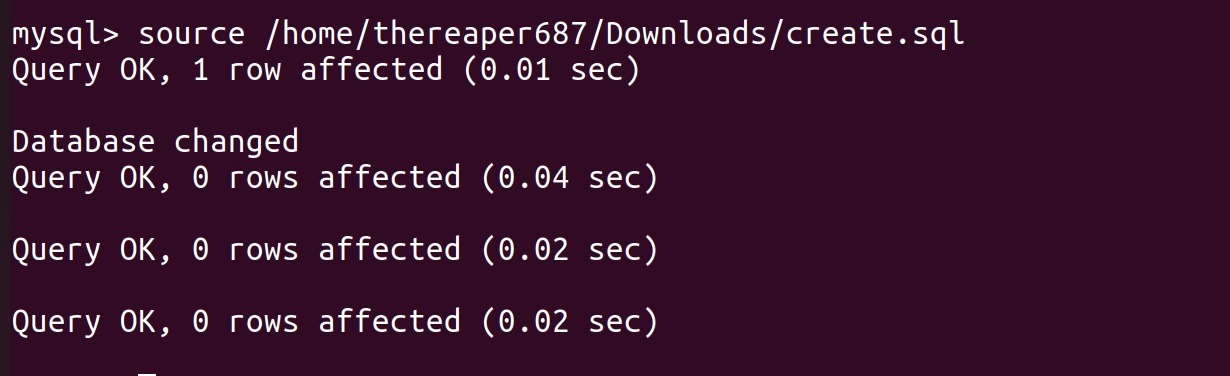 mysql> source /home/thereaper687/Downloads/create.sql
Query OK, 1 row affected (0.01 sec)
Database changed
Query OK, 0 rows affected (0.04 sec)
Query OK, 0 rows affected (0.02 sec)
Query OK, 0 rows affected (0.02 sec)